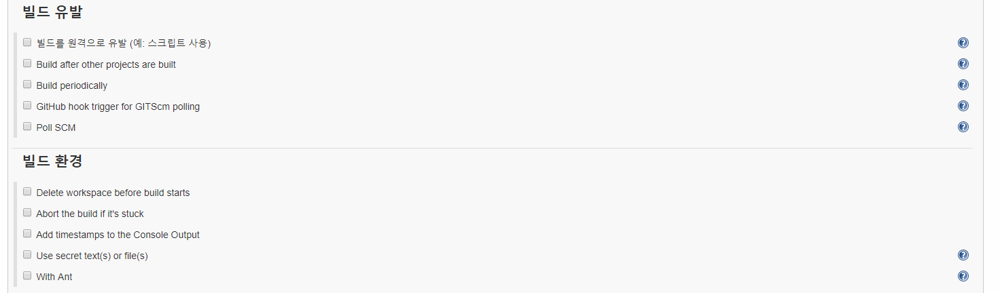 빌드 유발
빌드를 원격으로 유발 (예: 스크립트 사용)
Build after other projects are built
Build periodically
GitHub hook trigger for GITScm polling
Poll SCM
빌드 환경
Delete workspace before build starts
Abort the build if it's stuck
Add timestamps to the Console Output
Use secret text(s) or file(s)
With Ant